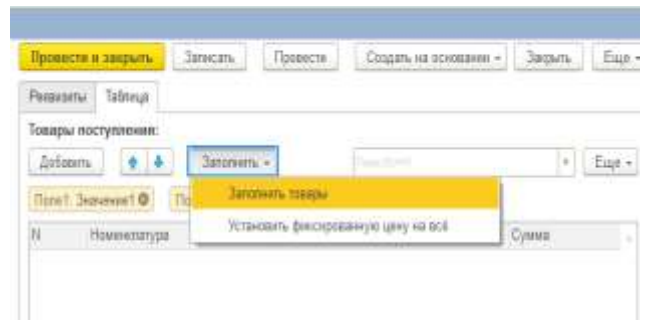 Провести и закрыть Записать Провести Создать на основании Закрыть Еще
Реквизиты Таблица
Товары поступления:
Добавить Заполнить Еще
Поле1: Значение1 По
Заполнить товары
Установить фиксированную цену на всё
N Номенклатура Сумма